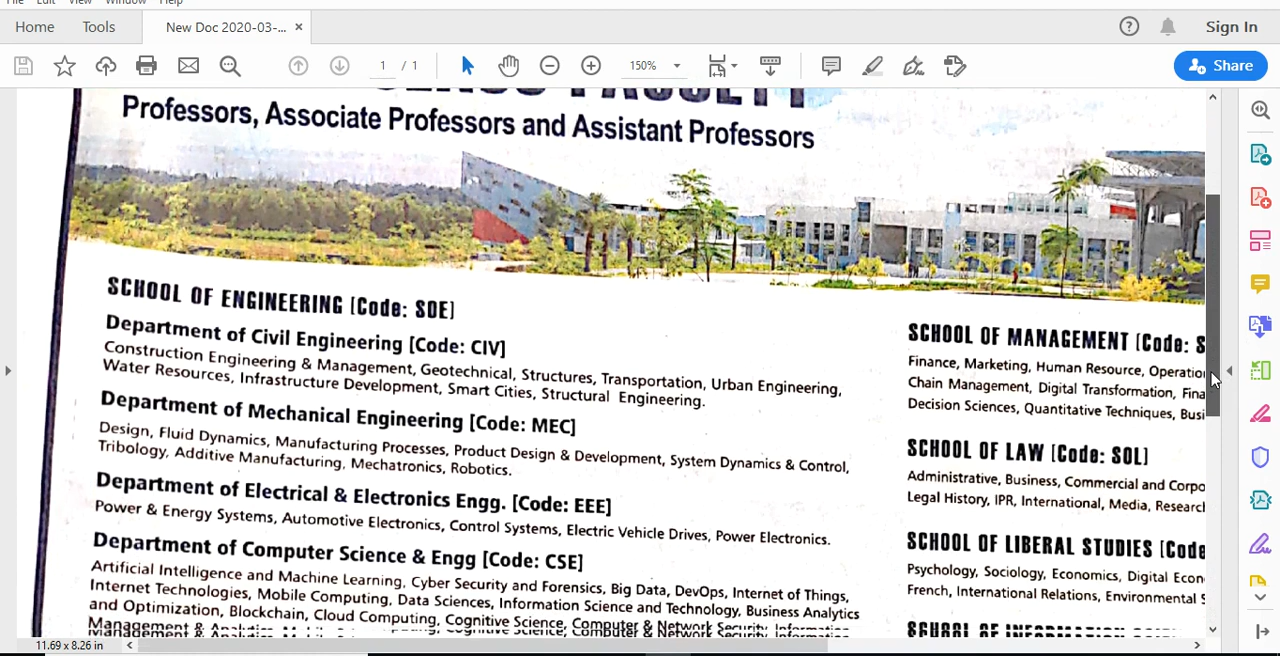 File Edit View Window Help
Home Tools New Doc 2020-03-... × Sign In
1 / 1 150% Share
Professors, Associate Professors and Assistant Professors
SCHOOL OF ENGINEERING [Code: SOE]
Department of Civil Engineering [Code: CIV]
Construction Engineering & Management, Geotechnical, Structures, Transportation, Urban Engineering,
Water Resources, Infrastructure Development, Smart Cities, Structural Engineering.
Department of Mechanical Engineering [Code: MEC]
Design, Fluid Dynamics, Manufacturing Processes, Product Design & Development, System Dynamics & Control,
Tribology, Additive Manufacturing, Mechatronics, Robotics.
Department of Electrical & Electronics Engg. [Code: EEE]
Power & Energy Systems, Automotive Electronics, Control Systems, Electric Vehicle Drives, Power Electronics.
Department of Computer Science & Engg [Code: CSE]
Artificial Intelligence and Machine Learning, Cyber Security and Forensics, Big Data, DevOps, Internet of Things,
Internet Technologies, Mobile Computing, Data Sciences, Information Science and Technology, Business Analytics
and Optimization, Blockchain, Cloud Computing, Cognitive Science, Computer & Network Security, Information
Management & Analytics,
SCHOOL OF MANAGEMENT [Code: S
Finance, Marketing, Human Resource, Operatio
Chain Management, Digital Transformation, Fina
Decision Sciences, Quantitative Techniques, Busi
SCHOOL OF LAW [Code: SOL]
Administrative, Business, Commercial and Corpo
Legal History, IPR, International, Media, Research
SCHOOL OF LIBERAL STUDIES [Code
Psychology, Sociology, Economics, Digital Econ
French, International Relations, Environmental S
11.69 x 8.26 in